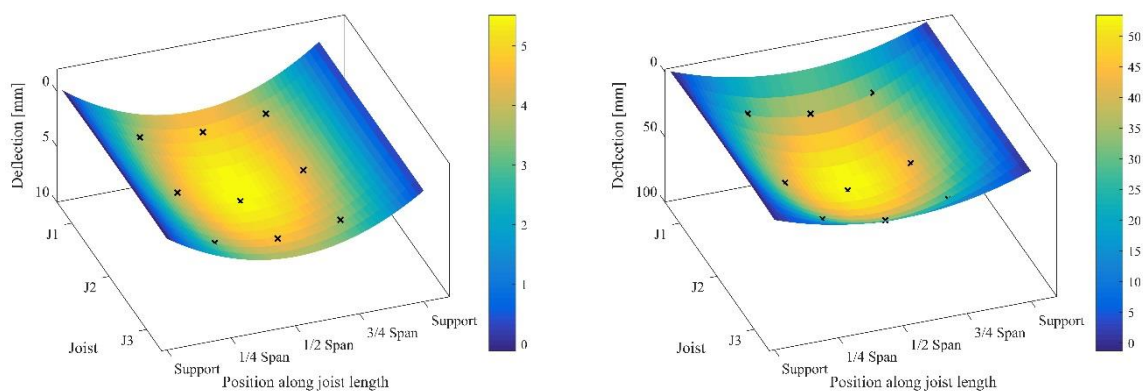 0
5
10
Deflection [mm]
J1
J2
J3
Joist
Support
1/4 Span
1/2 Span
3/4 Span
Support
Position along joist length
5
4
3
2
1
0
0
50
100
Deflection [mm]
J1
J2
J3
Joist
Support
1/4 Span
1/2 Span
3/4 Span
Support
Position along joist length
50
45
40
35
30
25
20
15
10
5
0